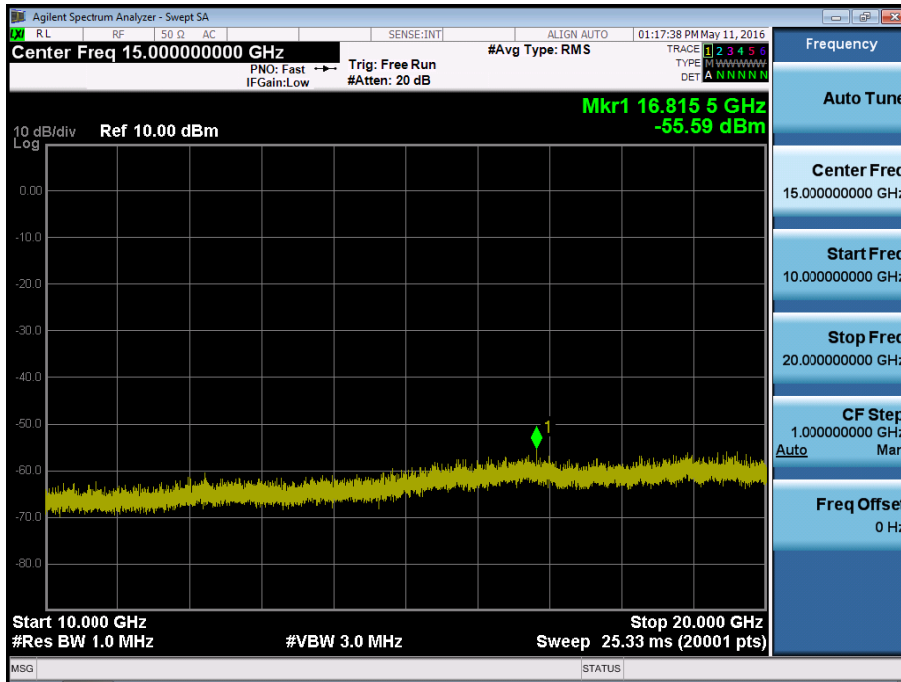 Agilent Spectrum Analyzer - Swept SA
LXI RL RF 50 Ω AC SENSE:INT ALIGN AUTO 01:17:38 PM May 11, 2016
Center Freq 15.000000000 GHz #Avg Type: RMS TRACE 1 2 3 4 5 6
PNO: Fast Trig: Free Run TYPE M W W W W W
IFGain:Low #Atten: 20 dB DET A N N N N N
Mkr1 16.815 5 GHz
10 dB/div Ref 10.00 dBm -55.59 dBm
Log
0.00
-10.0
-20.0
-30.0
-40.0
-50.0
1
-60.0
-70.0
-80.0
Start 10.000 GHz Stop 20.000 GHz
#Res BW 1.0 MHz #VBW 3.0 MHz Sweep 25.33 ms (20001 pts)
MSG STATUS
Frequency
Auto Tune
Center Freq
15.000000000 GHz
Start Freq
10.000000000 GHz
Stop Freq
20.000000000 GHz
CF Step
1.000000000 GHz
Auto Man
Freq Offset
0 Hz